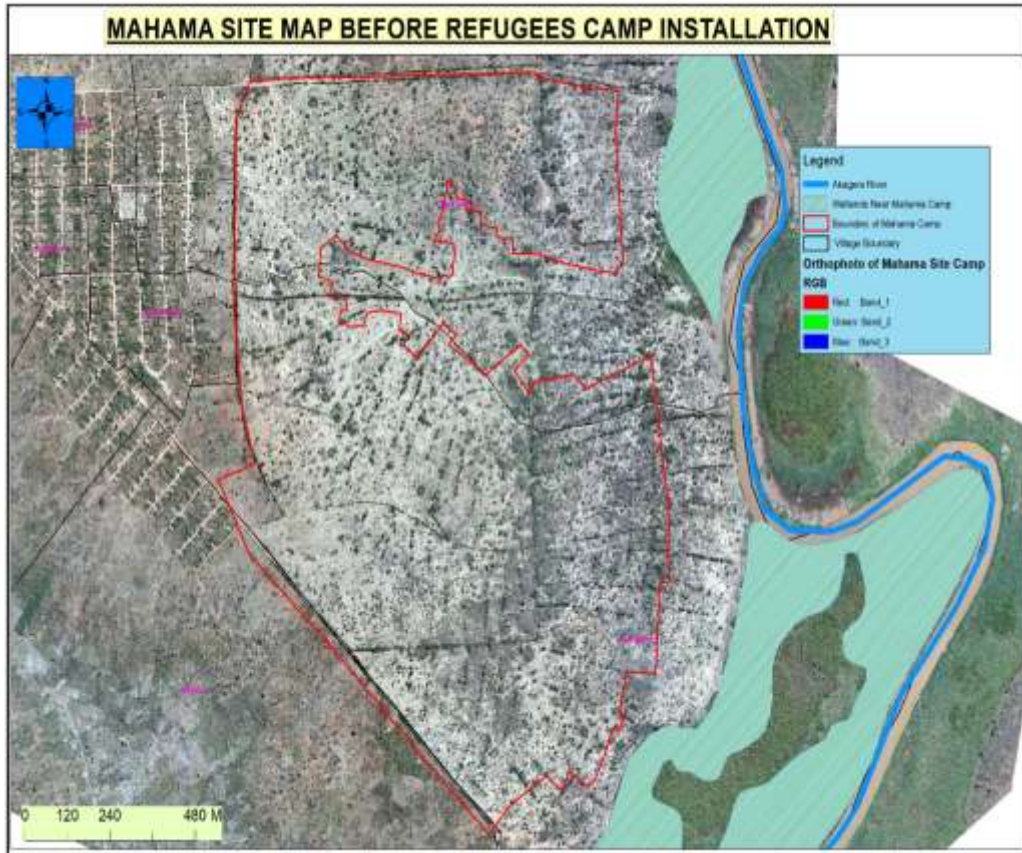 MAHAMA SITE MAP BEFORE REFUGEES CAMP INSTALLATION
Legend
Akagera River
Wetlands Near Mahama Camp
Boundary of Mahama Camp
Village Boundary
Orthophoto of Mahama Site Camp
RGB
Red: Band_1
Green: Band_2
Blue: Band_3
0 120 240 480 M